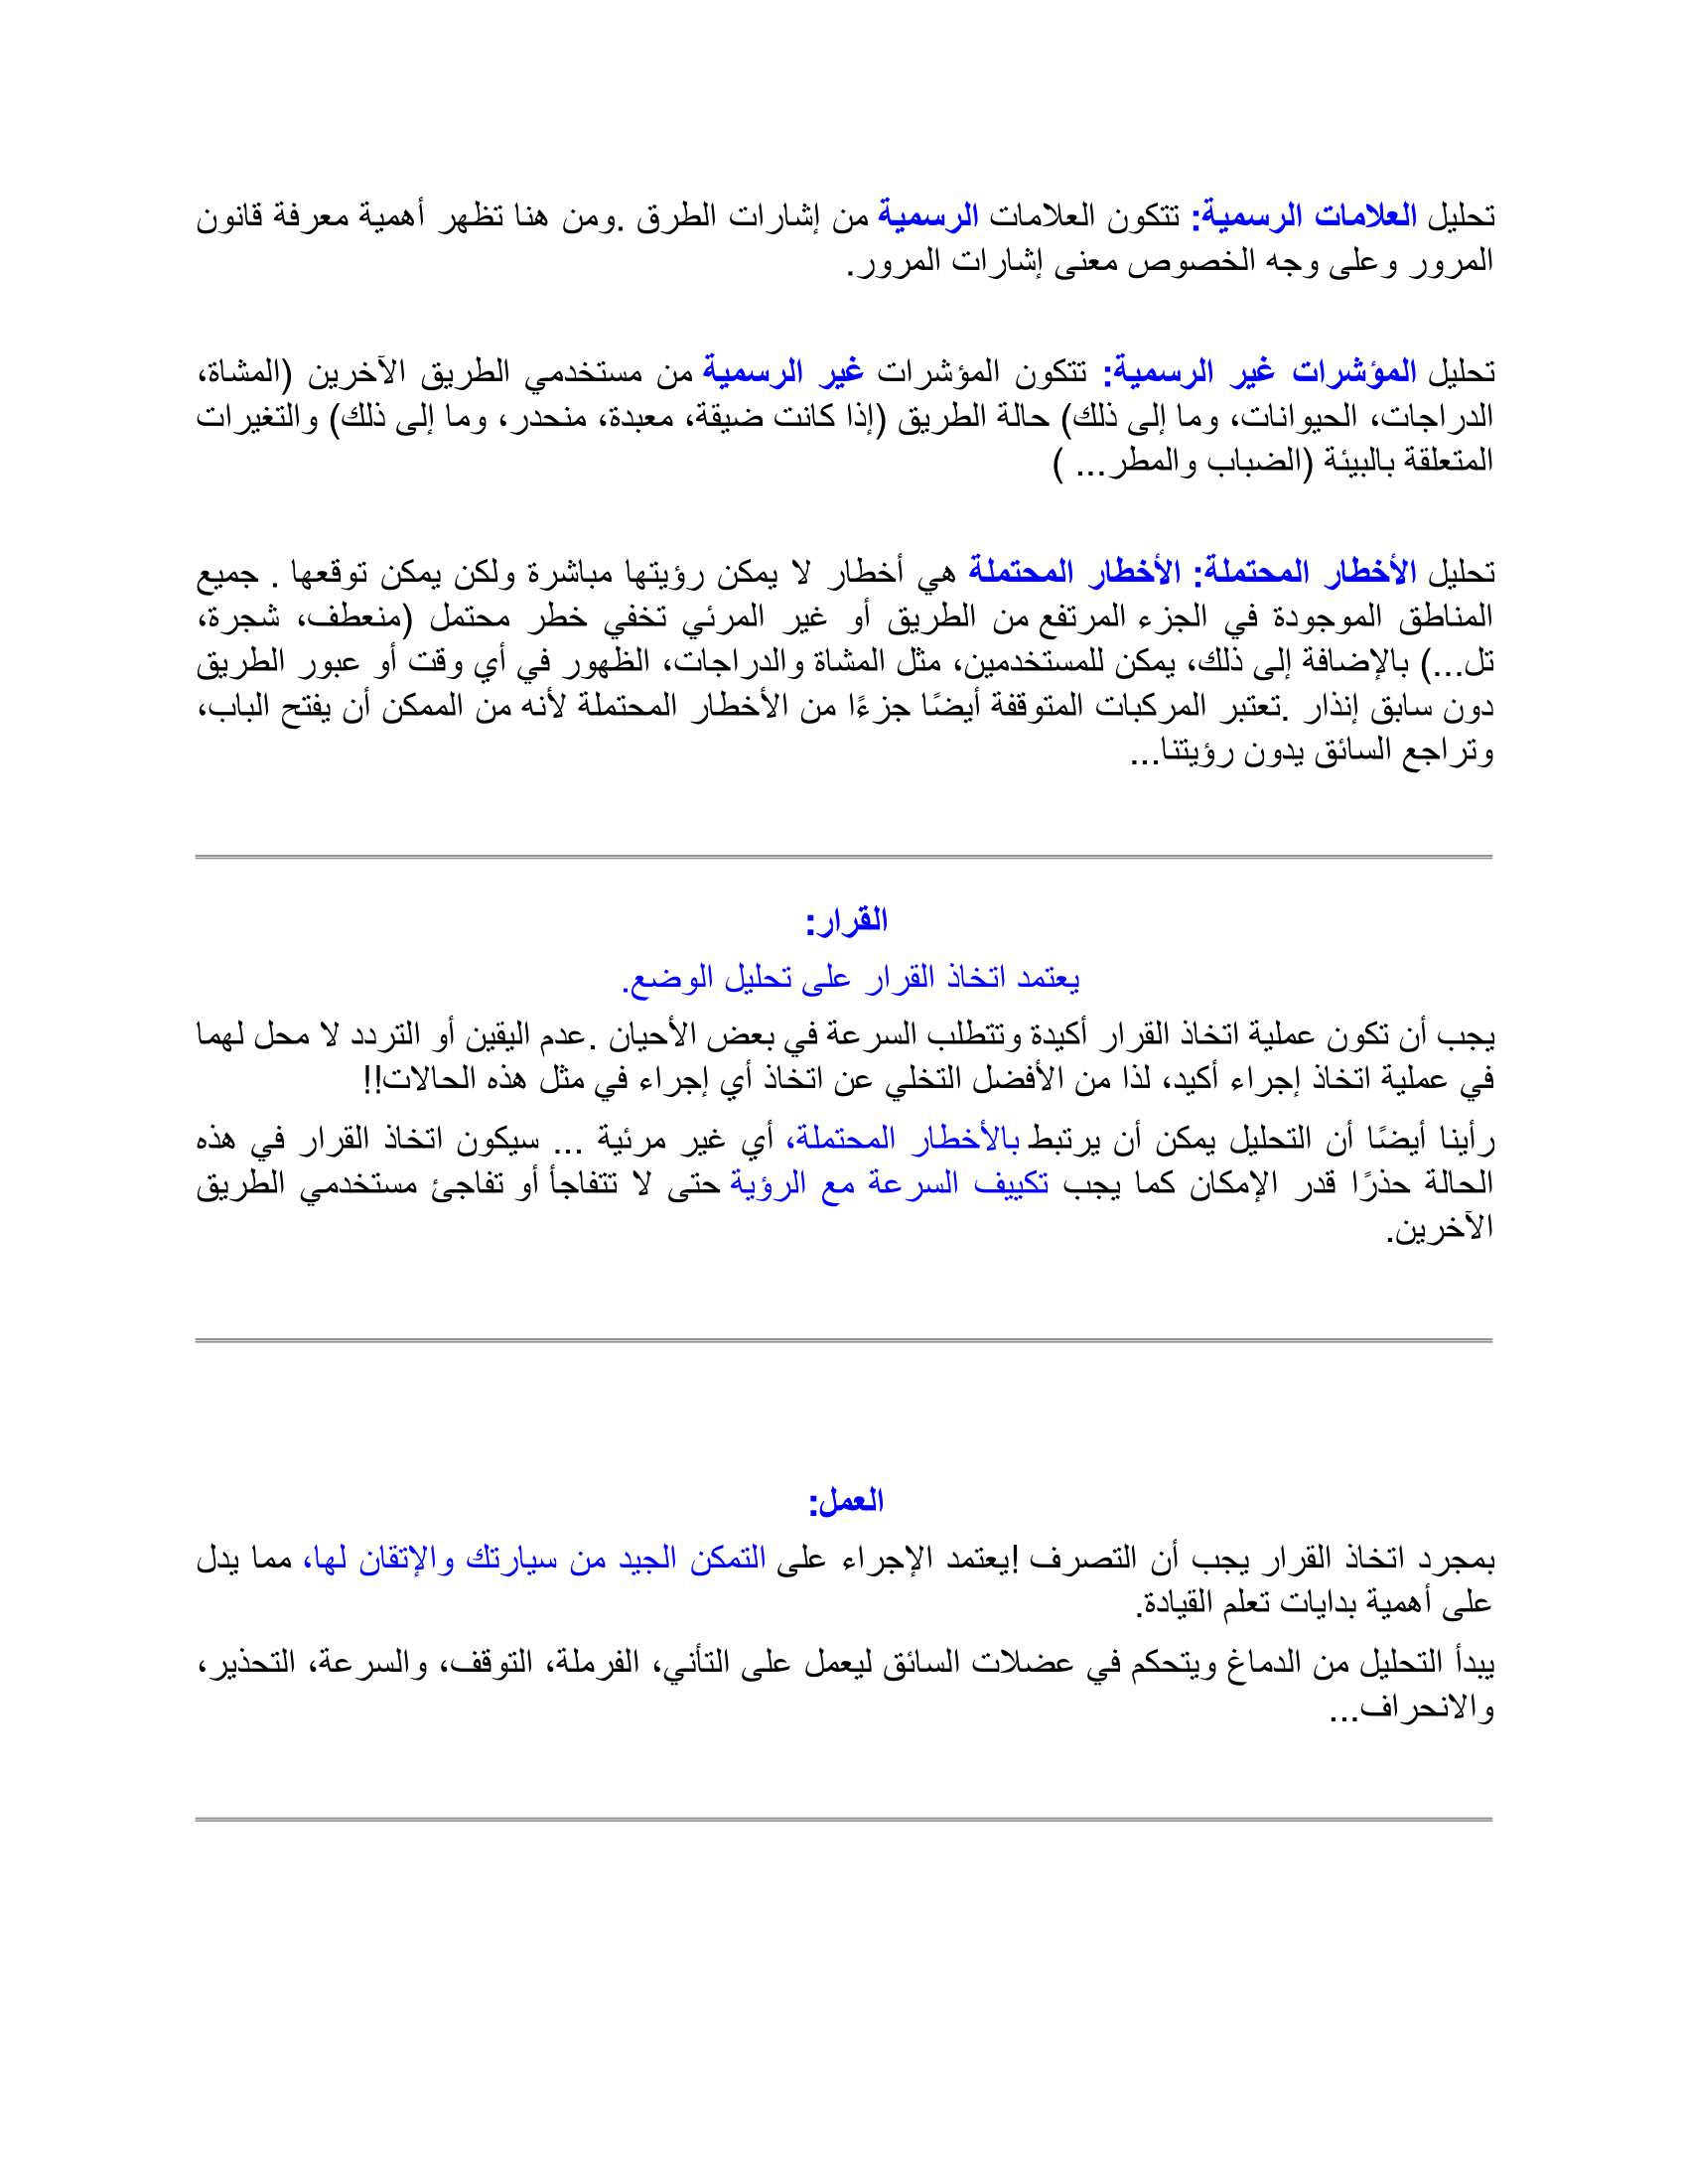 تحليل العلامات الرسمية: تتكون العلامات الرسمية من إشارات الطرق .ومن هنا تظهر أهمية معرفة قانون
المرور وعلى وجه الخصوص معنى إشارات المرور.
تحليل المؤشرات غير الرسمية: تتكون المؤشرات غير الرسمية من مستخدمي الطريق الآخرين (المشاة،
الدراجات، الحيوانات، وما إلى ذلك) حالة الطريق (إذا كانت ضيقة، معبدة، منحدر، وما إلى ذلك) والتغيرات
المتعلقة بالبيئة (الضباب والمطر... )
تحليل الأخطار المحتملة: الأخطار المحتملة هي أخطار لا يمكن رؤيتها مباشرة ولكن يمكن توقعها . جميع
المناطق الموجودة في الجزء المرتفع من الطريق أو غير المرئي تخفي خطر محتمل (منعطف، شجرة،
تل...) بالإضافة إلى ذلك، يمكن للمستخدمين، مثل المشاة والدراجات، الظهور في أي وقت أو عبور الطريق
دون سابق إنذار .تعتبر المركبات المتوقفة أيضًا جزءًا من الأخطار المحتملة لأنه من الممكن أن يفتح الباب،
وتراجع السائق يدون رؤيتنا...
القرار:
يعتمد اتخاذ القرار على تحليل الوضع.
يجب أن تكون عملية اتخاذ القرار أكيدة وتتطلب السرعة في بعض الأحيان .عدم اليقين أو التردد لا محل لهما
في عملية اتخاذ إجراء أكيد، لذا من الأفضل التخلي عن اتخاذ أي إجراء في مثل هذه الحالات!!
رأينا أيضًا أن التحليل يمكن أن يرتبط بالأخطار المحتملة، أي غير مرئية ... سيكون اتخاذ القرار في هذه
الحالة حذرًا قدر الإمكان كما يجب تكييف السرعة مع الرؤية حتى لا تتفاجأ أو تفاجئ مستخدمي الطريق
الآخرين.
العمل:
بمجرد اتخاذ القرار يجب أن التصرف !يعتمد الإجراء على التمكن الجيد من سيارتك والإتقان لها، مما يدل
على أهمية بدايات تعلم القيادة.
يبدأ التحليل من الدماغ ويتحكم في عضلات السائق ليعمل على التأني، الفرملة، التوقف، والسرعة، التحذير،
والانحراف...